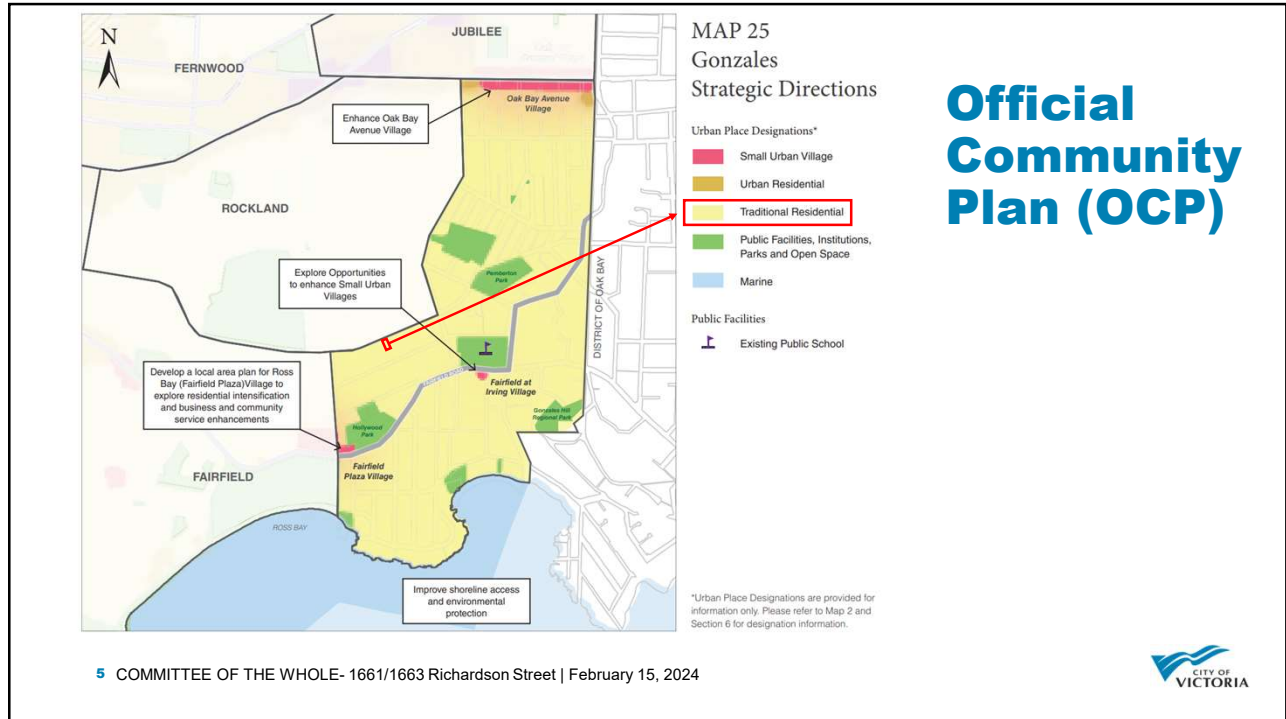 N
JUBILEE
FERNWOOD
Oak Bay Avenue
Village
Enhance Oak Bay
Avenue Village
ROCKLAND
Explore Opportunities
to enhance Small Urban
Villages
Pemberton
Park
DISTRICT OF OAK BAY
Develop a local area plan for Ross
Bay (Fairfield Plaza)Village to
explore residential intensification
and business and community
service enhancements
FAIRFIELD ROAD
Fairfield at
Irving Village
Gonzales Hill
Regional Park
Hollywood
Park
Fairfield
Plaza Village
FAIRFIELD
ROSS BAY
Improve shoreline access
and environmental
protection
MAP 25
Gonzales
Strategic Directions
Urban Place Designations*
Small Urban Village
Urban Residential
Traditional Residential
Public Facilities, Institutions,
Parks and Open Space
Marine
Public Facilities
Existing Public School
*Urban Place Designations are provided for
information only. Please refer to Map 2 and
Section 6 for designation information.
Official
Community
Plan (OCP)
5 COMMITTEE OF THE WHOLE- 1661/1663 Richardson Street | February 15, 2024
CITY OF
VICTORIA